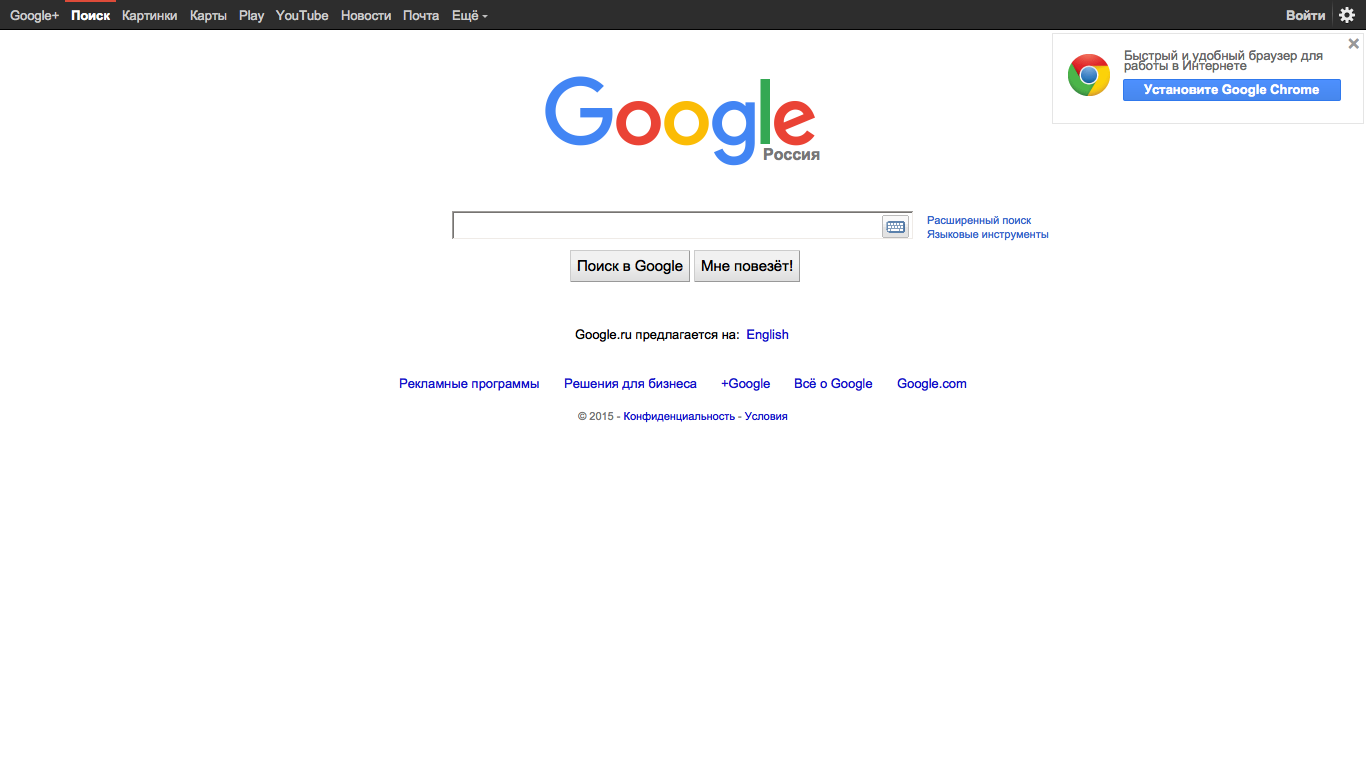 Google+ Поиск Картинки Карты Play YouTube Новости Почта Ещё Войти
Быстрый и удобный браузер для
работы в Интернете
Установите Google Chrome
Google
Россия
Расширенный поиск
Языковые инструменты
Поиск в Google Мне повезёт!
Google.ru предлагается на: English
Рекламные программы Решения для бизнеса +Google Всё о Google Google.com
© 2015 - Конфиденциальность - Условия